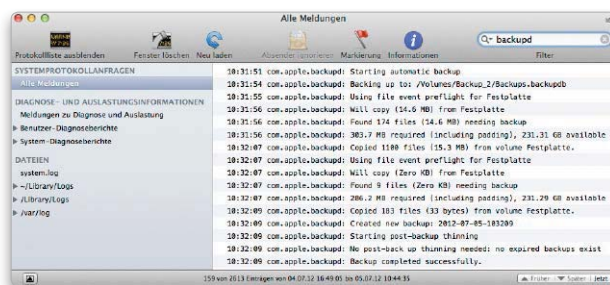 Alle Meldungen
Protokollliste ausblenden Fenster löschen Neu laden Absender ignorieren Markierung Informationen Filter
backupd
SYSTEMPROTOKOLLANFRAGEN
Alle Meldungen
DIAGNOSE- UND AUSLASTUNGSINFORMATIONEN
Meldungen zu Diagnose und Auslastung
Benutzer-Diagnoseberichte
System-Diagnoseberichte
DATEIEN
system.log
~/Library/Logs
/Library/Logs
/var/log
10:31:51 com.apple.backupd: Starting automatic backup
10:31:54 com.apple.backupd: Backing up to: /Volumes/Backup_2/Backups.backupdb
10:31:56 com.apple.backupd: Using file event preflight for Festplatte
10:31:56 com.apple.backupd: Will copy (14.6 MB) from Festplatte
10:31:56 com.apple.backupd: Found 174 files (14.6 MB) needing backup
10:31:56 com.apple.backupd: 303.7 MB required (including padding), 231.31 GB available
10:32:07 com.apple.backupd: Copied 1100 files (15.3 MB) from volume Festplatte.
10:32:07 com.apple.backupd: Using file event preflight for Festplatte
10:32:07 com.apple.backupd: Will copy (Zero KB) from Festplatte
10:32:07 com.apple.backupd: Found 9 files (Zero KB) needing backup
10:32:07 com.apple.backupd: 286.2 MB required (including padding), 231.29 GB available
10:32:09 com.apple.backupd: Copied 103 files (33 bytes) from volume Festplatte.
10:32:09 com.apple.backupd: Created new backup: 2012-07-05-103209
10:32:09 com.apple.backupd: Starting post-backup thinning
10:32:09 com.apple.backupd: No post-back up thinning needed: no expired backups exist
10:32:09 com.apple.backupd: Backup completed successfully.
159 von 2013 Einträgen von 04.07.12 16:49:05 bis 05.07.12 10:44:35
Früher Später Jetzt